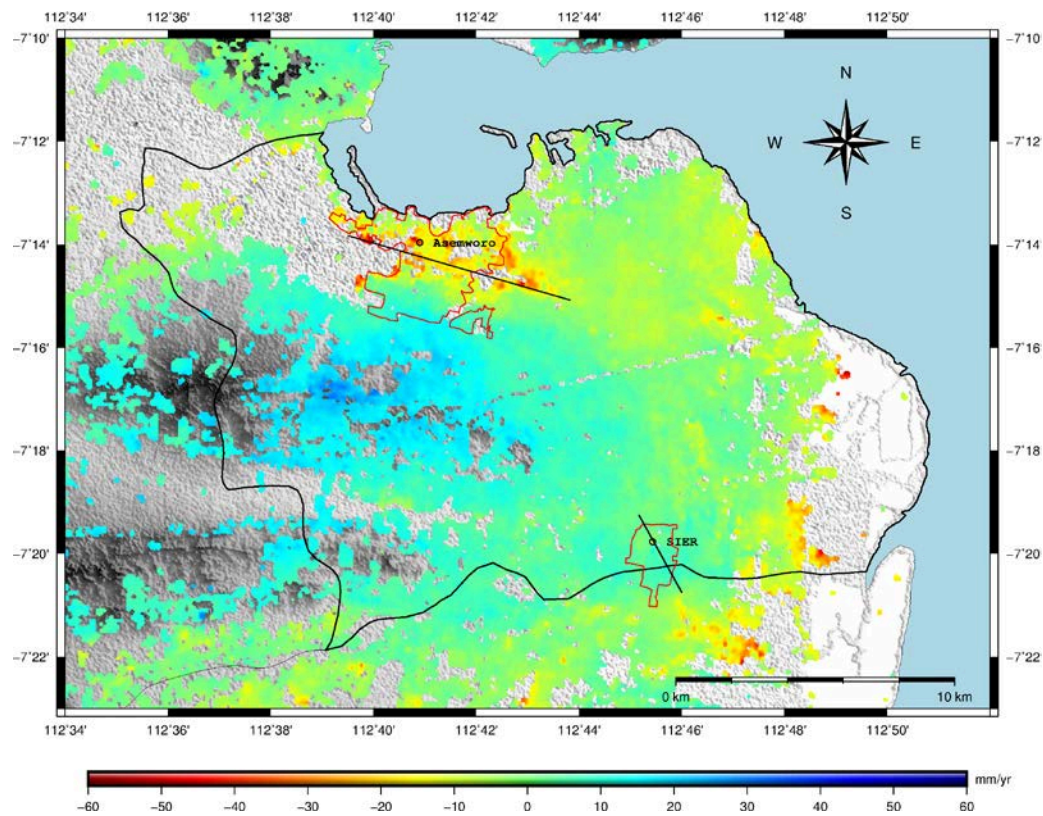 112˚34' 112˚36' 112˚38' 112˚40' 112˚42' 112˚44' 112˚46' 112˚48' 112˚50'
−7˚10' −7˚10'
N
−7˚12' W E −7˚12'
S
−7˚14' Asemworo −7˚14'
−7˚16' −7˚16'
−7˚18' −7˚18'
SIER
−7˚20' −7˚20'
−7˚22' −7˚22'
0 km 10 km
112˚34' 112˚36' 112˚38' 112˚40' 112˚42' 112˚44' 112˚46' 112˚48' 112˚50'
mm/yr
−60 −50 −40 −30 −20 −10 0 10 20 30 40 50 60